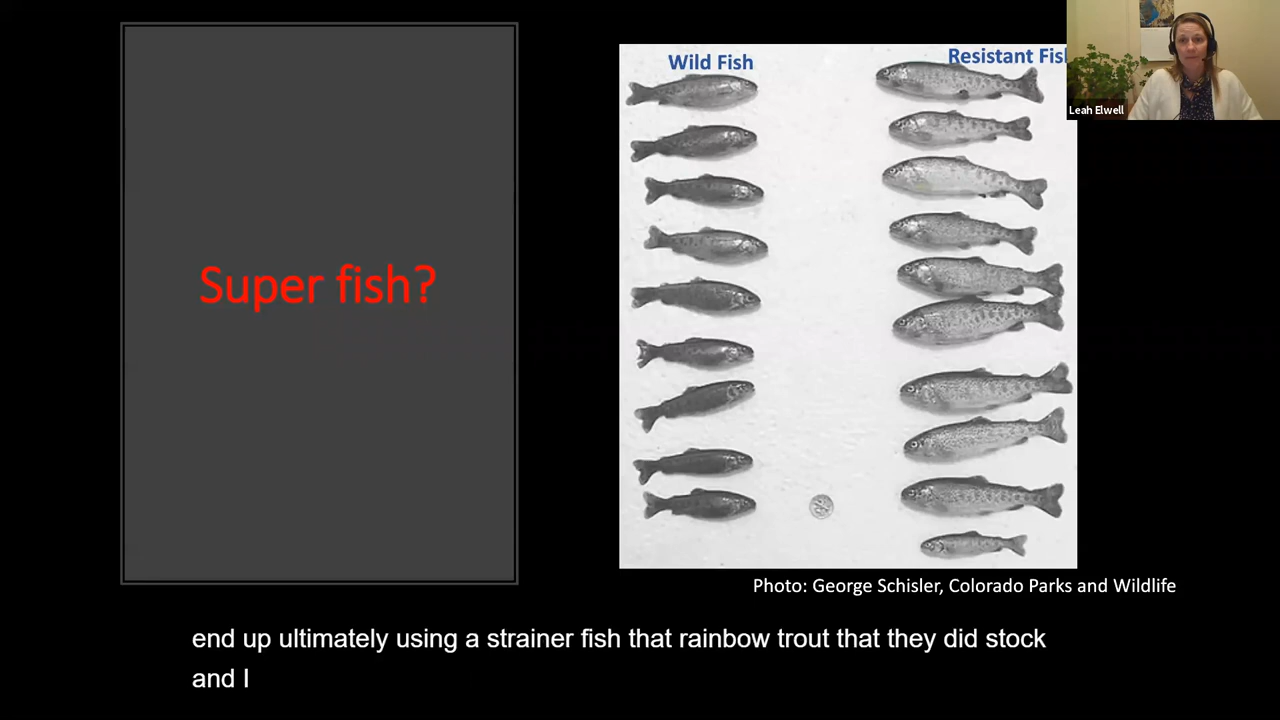 Wild Fish
Resistant Fish
Leah Elwell
Super fish?
Photo: George Schisler, Colorado Parks and Wildlife
end up ultimately using a strainer fish that rainbow trout that they did stock
and I